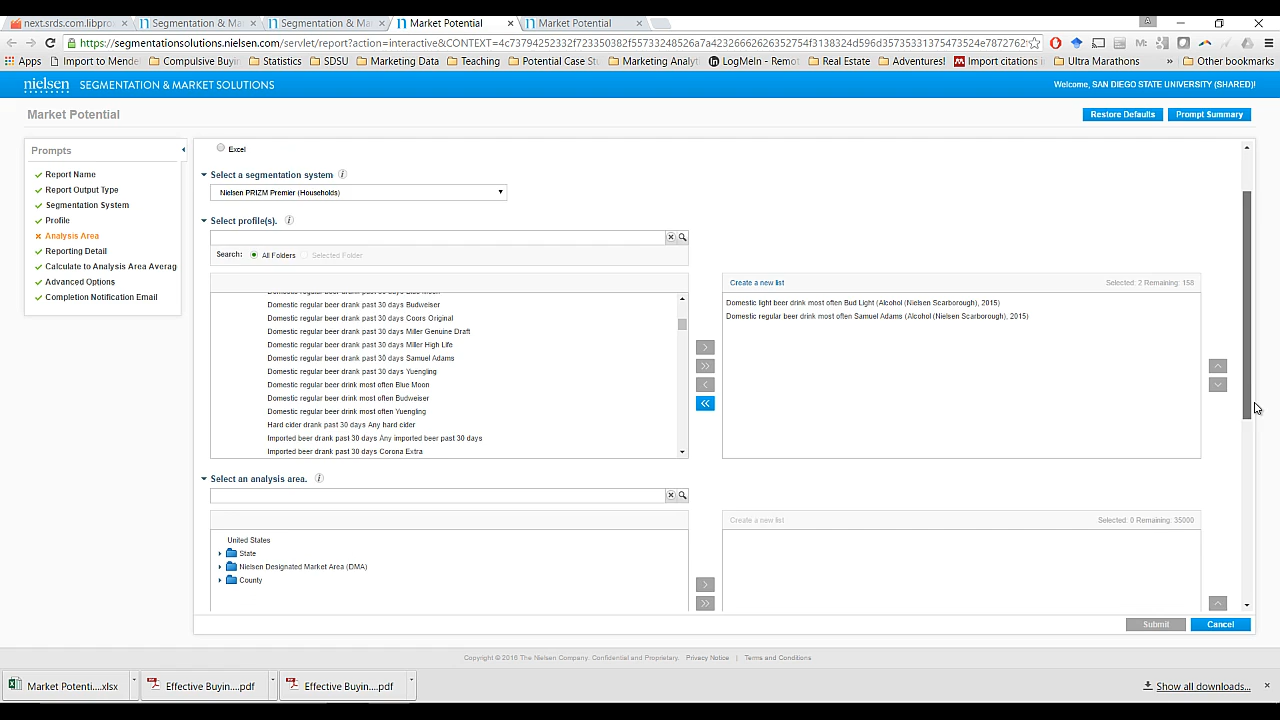 next.srds.com.libpro
Segmentation & Ma
Segmentation & Ma
Market Potential
Market Potential
https://segmentationsolutions.nielsen.com/servlet/report?action=interactive&CONTEXT=
Apps
Import to Mende
Compulsive Buyi
Statistics
SDSU
Marketing Data
Teaching
Potential Case Stu
Marketing Analyt
LogMeIn - Remot
Real Estate
Adventures!
Import citations i
Ultra Marathons
»
Other bookmarks
nielsen
SEGMENTATION & MARKET SOLUTIONS
Welcome, SAN DIEGO STATE UNIVERSITY (SHARED)!
Market Potential
Restore Defaults
Prompt Summary
Prompts
Report Name
Report Output Type
Segmentation System
Profile
Analysis Area
Reporting Detail
Calculate to Analysis Area Averag
Advanced Options
Completion Notification Email
Excel
Select a segmentation system
Nielsen PRIZM Premier (Households)
Select profile(s).
Search: All Folders Selected Folder
Domestic regular beer drank past 30 days Blue Moon
Domestic regular beer drank past 30 days Budweiser
Domestic regular beer drank past 30 days Coors Original
Domestic regular beer drank past 30 days Miller Genuine Draft
Domestic regular beer drank past 30 days Miller High Life
Domestic regular beer drank past 30 days Samuel Adams
Domestic regular beer drank past 30 days Yuengling
Domestic regular beer drink most often Blue Moon
Domestic regular beer drink most often Budweiser
Domestic regular beer drink most often Yuengling
Hard cider drank past 30 days Any hard cider
Imported beer drank past 30 days Any imported beer past 30 days
Imported beer drank past 30 days Corona Extra
Create a new list
Selected: 2 Remaining: 158
Domestic light beer drink most often Bud Light (Alcohol (Nielsen Scarborough), 2015)
Domestic regular beer drink most often Samuel Adams (Alcohol (Nielsen Scarborough), 2015)
Select an analysis area.
United States
State
Nielsen Designated Market Area (DMA)
County
Create a new list
Selected: 0 Remaining: 35000
Submit
Cancel
Copyright © 2016 The Nielsen Company. Confidential and Proprietary. Privacy Notice | Terms and Conditions
Market Potenti....xlsx
Effective Buyin....pdf
Effective Buyin....pdf
Show all downloads...